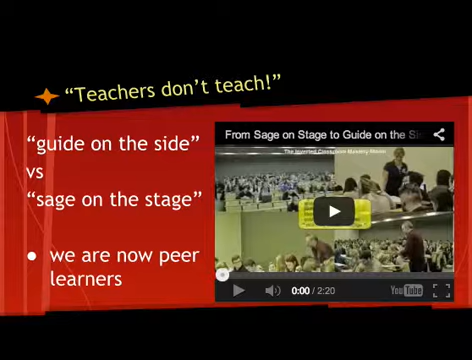 “Teachers don’t teach!”
“guide on the side”
vs
“sage on the stage”
● we are now peer
learners
From Sage on Stage to Guide on the
0:00 / 2:20
YouTube